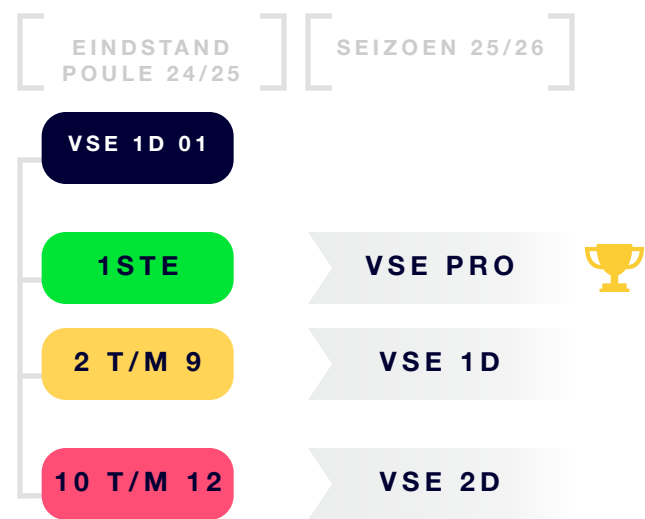 EINDSTAND
POULE 24/25
SEIZOEN 25/26
VSE 1D 01
1STE
VSE PRO
2 T/M 9
VSE 1D
10 T/M 12
VSE 2D